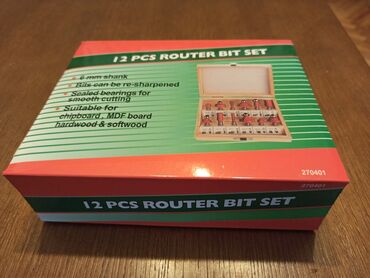 12 PCS ROUTER BIT SET
6 mm shank
Bits can be re-sharpened
Sealed bearings for
smooth cutting
Suitable for
chipboard, MDF board
hardwood & softwood
270401
270401
12 PCS ROUTER BIT SET